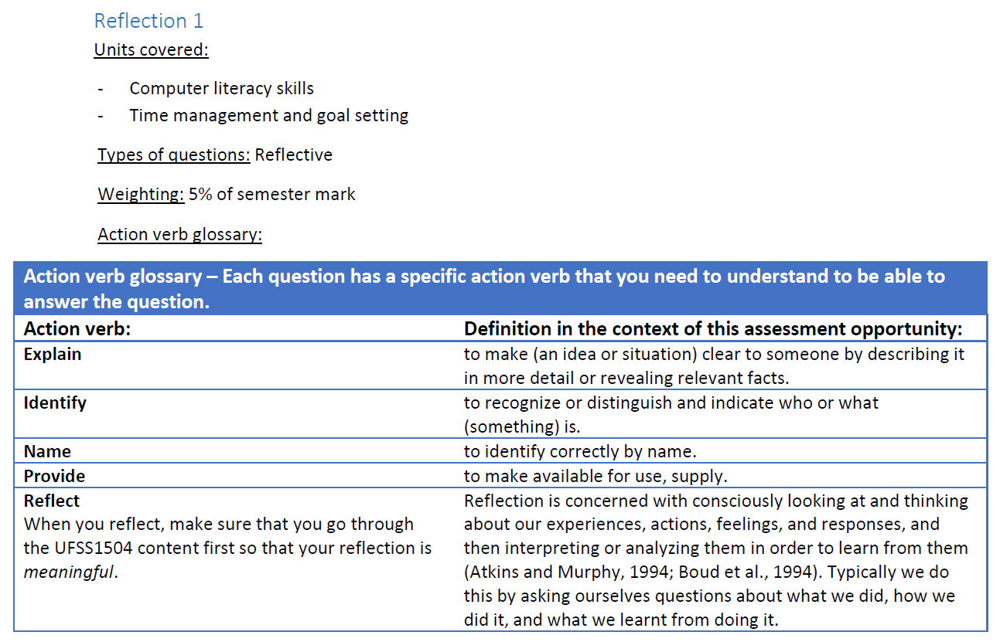 Reflection 1
Units covered:
- Computer literacy skills
- Time management and goal setting
Types of questions: Reflective
Weighting: 5% of semester mark
Action verb glossary:
Action verb glossary – Each question has a specific action verb that you need to understand to be able to
answer the question.
Action verb:
Definition in the context of this assessment opportunity:
Explain
to make (an idea or situation) clear to someone by describing it
in more detail or revealing relevant facts.
Identify
to recognize or distinguish and indicate who or what
(something) is.
Name
to identify correctly by name.
Provide
to make available for use, supply.
Reflect
When you reflect, make sure that you go through
the UFSS1504 content first so that your reflection is
meaningful.
Reflection is concerned with consciously looking at and thinking
about our experiences, actions, feelings, and responses, and
then interpreting or analyzing them in order to learn from them
(Atkins and Murphy, 1994; Boud et al., 1994). Typically we do
this by asking ourselves questions about what we did, how we
did it, and what we learnt from doing it.